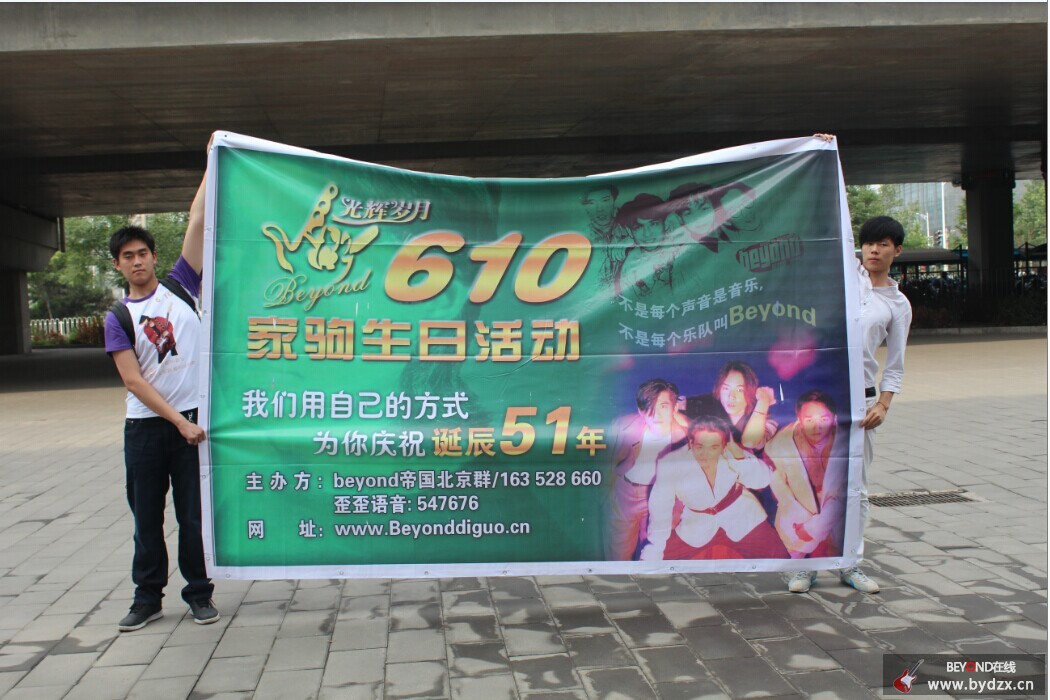 光辉岁月
Beyond
610
家驹生日活动
我们用自己的方式
为你庆祝诞辰51年
主办方：beyond帝国北京群/163 528 660
歪歪语音: 547676
网 址：www.Beyonddiguo.cn
beyond
不是每个声音是音乐,
不是每个乐队叫Beyond
BEYOND在线
www.bydzx.cn